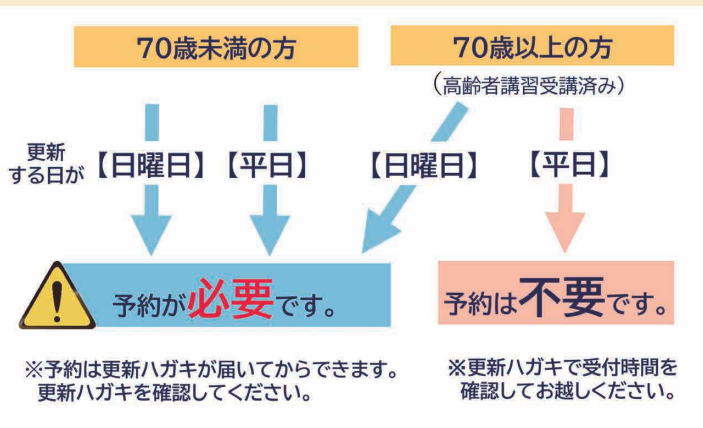 70歳未満の方
70歳以上の方
(高齢者講習受講済み)
更新
する日が
【日曜日】
【平日】
【日曜日】
【平日】
予約が必要です。
予約は不要です。
※予約は更新ハガキが届いてからできます。
更新ハガキを確認してください。
※更新ハガキで受付時間を
確認してお越しください。